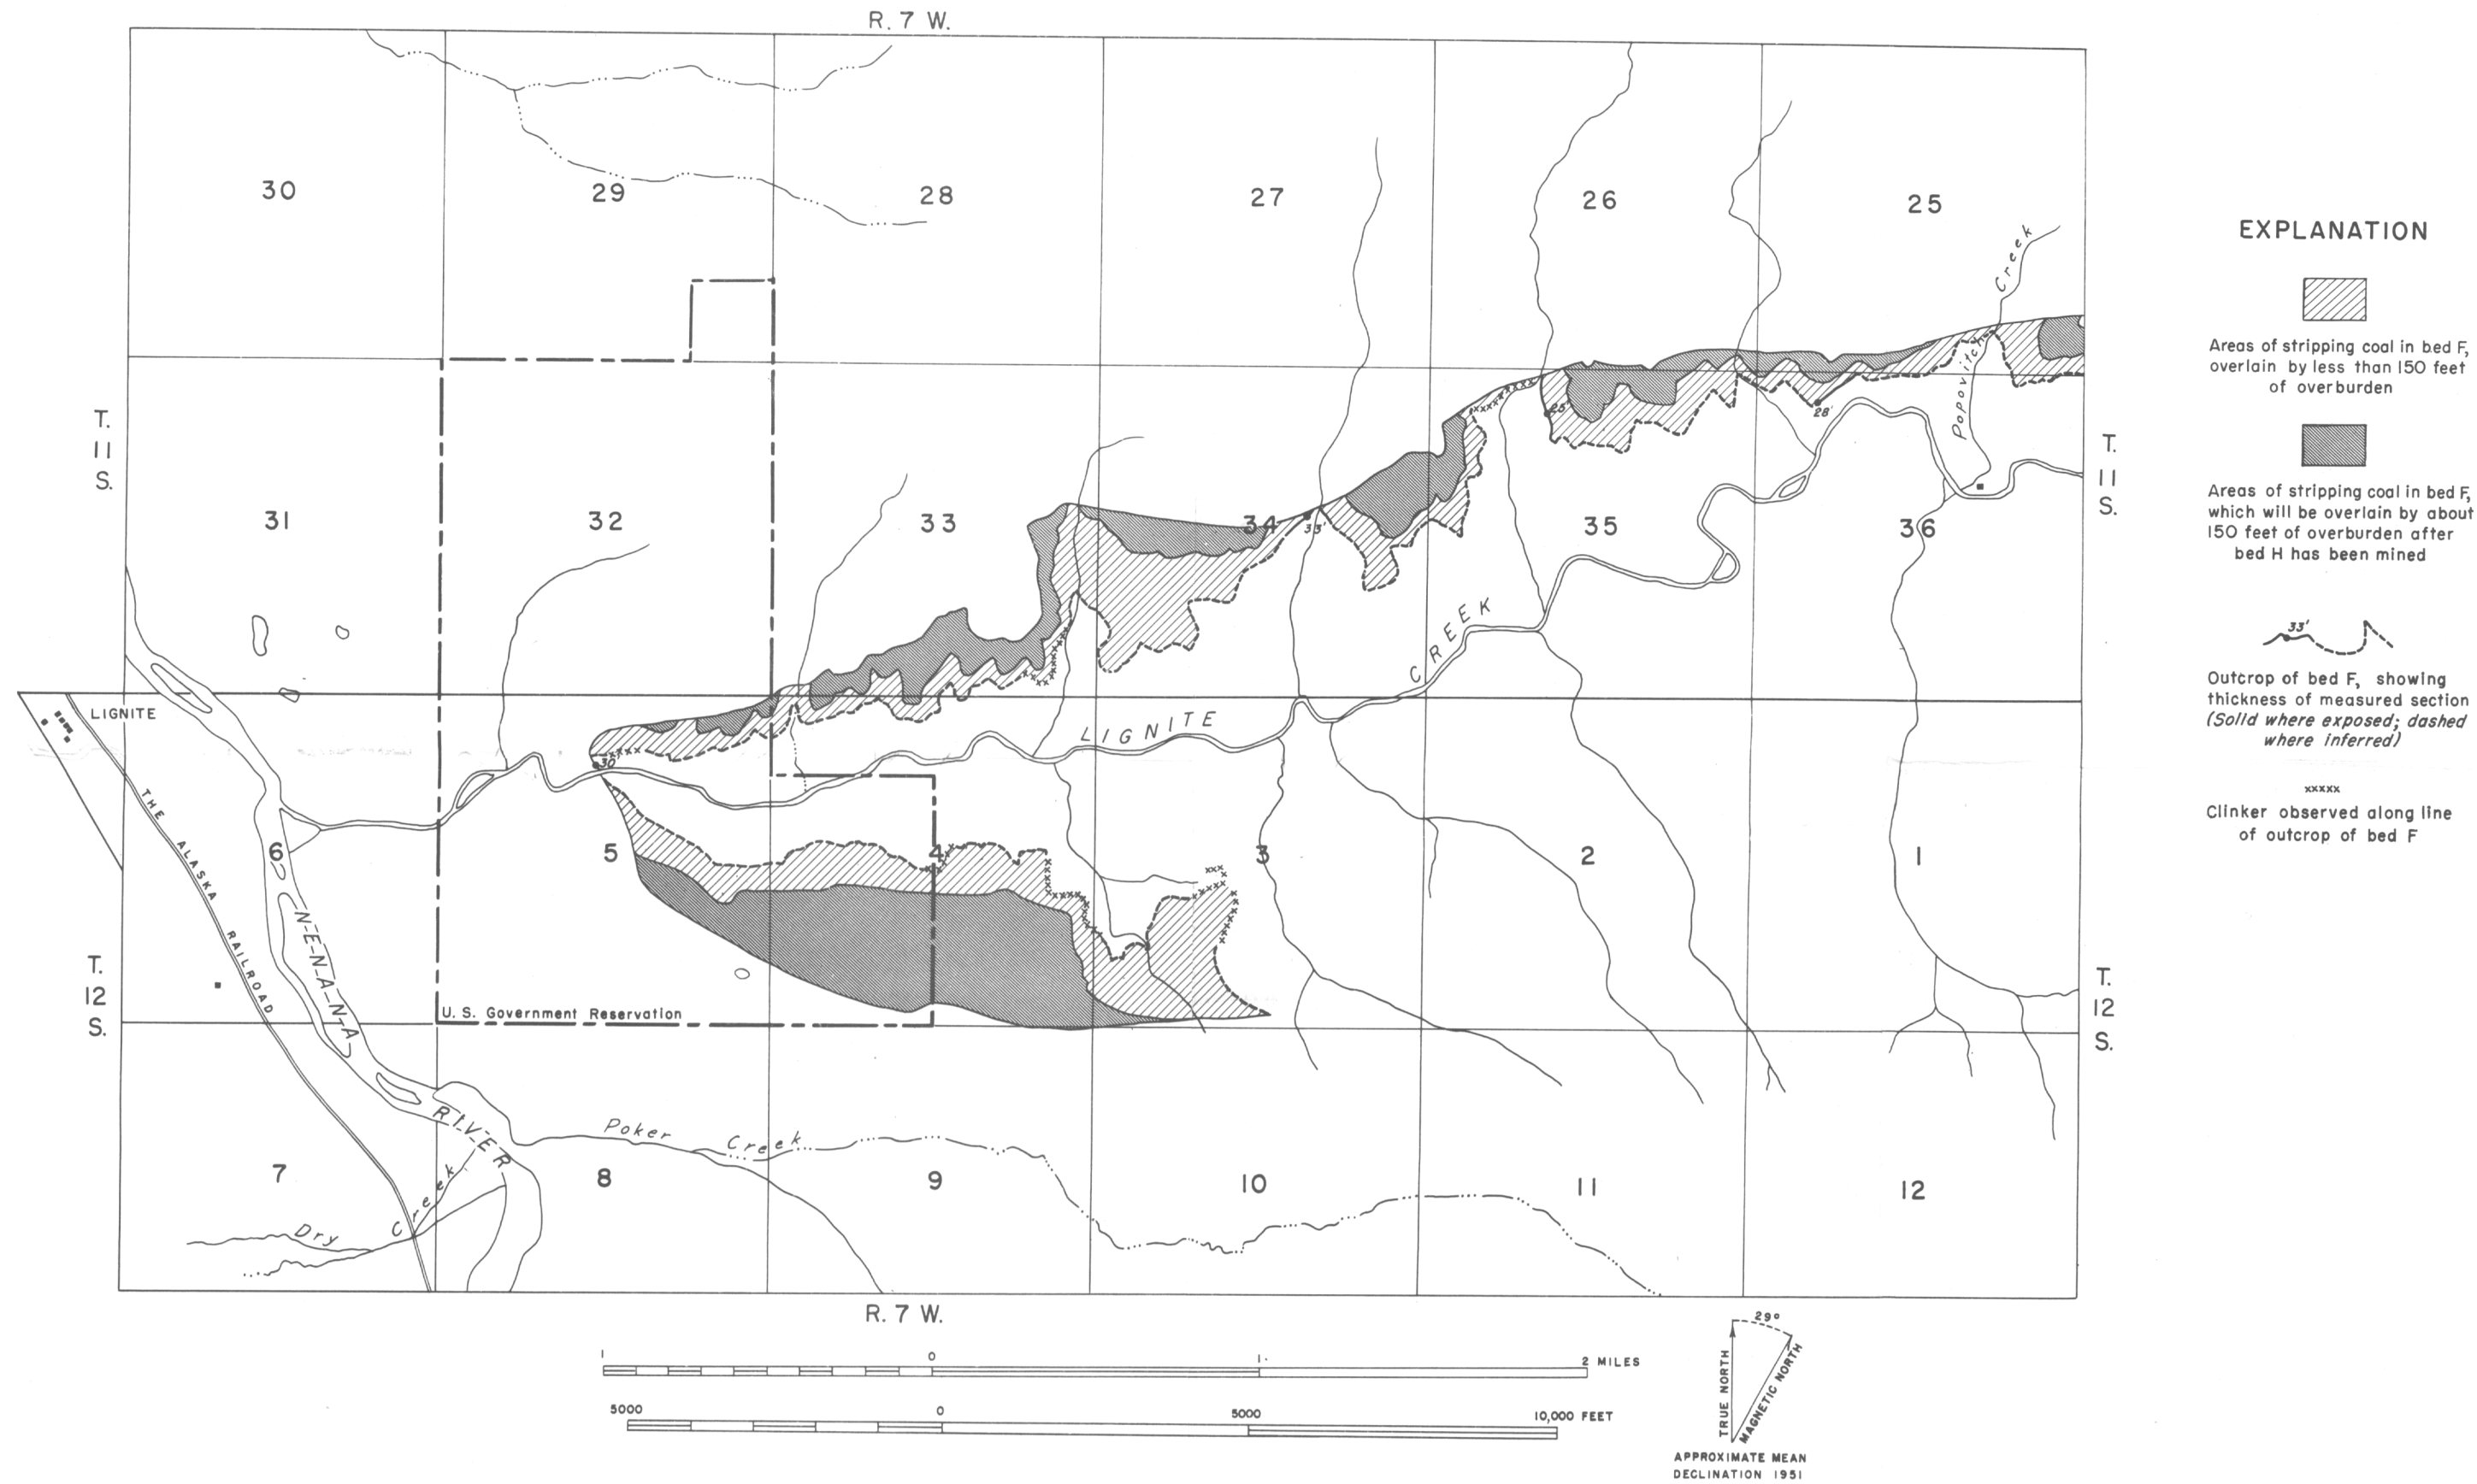 R. 7 W.
30
29
28
27
26
25
Creek
Popovitch
T.
11
S.
T.
11
S.
31
32
33
34
35
36
33'
25'
28'
30'
CREEK
LIGNITE
LIGNITE
THE ALASKA RAILROAD
NENANA
RIVER
6
5
4
3
2
1
T.
12
S.
T.
12
S.
U. S. Government Reservation
Poker Creek
Dry Creek
7
8
9
10
11
12
R. 7 W.
EXPLANATION
Areas of stripping coal in bed F,
overlain by less than 150 feet
of overburden
Areas of stripping coal in bed F,
which will be overlain by about
150 feet of overburden after
bed H has been mined
33'
Outcrop of bed F, showing
thickness of measured section
(Solid where exposed; dashed
where inferred)
xxxxx
Clinker observed along line
of outcrop of bed F
1 0 1 2 MILES
5000 0 5000 10,000 FEET
29°
TRUE NORTH
MAGNETIC NORTH
APPROXIMATE MEAN
DECLINATION 1951